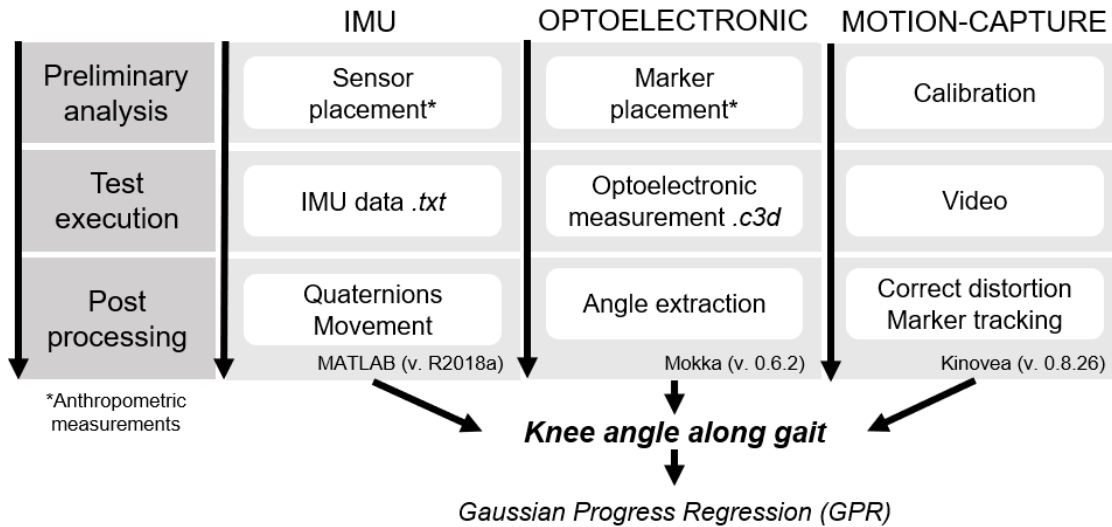 IMU
OPTOELECTRONIC
MOTION-CAPTURE
Preliminary
analysis
Sensor
placement*
Marker
placement*
Calibration
Test
execution
IMU data .txt
Optoelectronic
measurement .c3d
Video
Post
processing
Quaternions
Movement
MATLAB (v. R2018a)
Angle extraction
Mokka (v. 0.6.2)
Correct distortion
Marker tracking
Kinovea (v. 0.8.26)
*Anthropometric
measurements
Knee angle along gait
Gaussian Progress Regression (GPR)